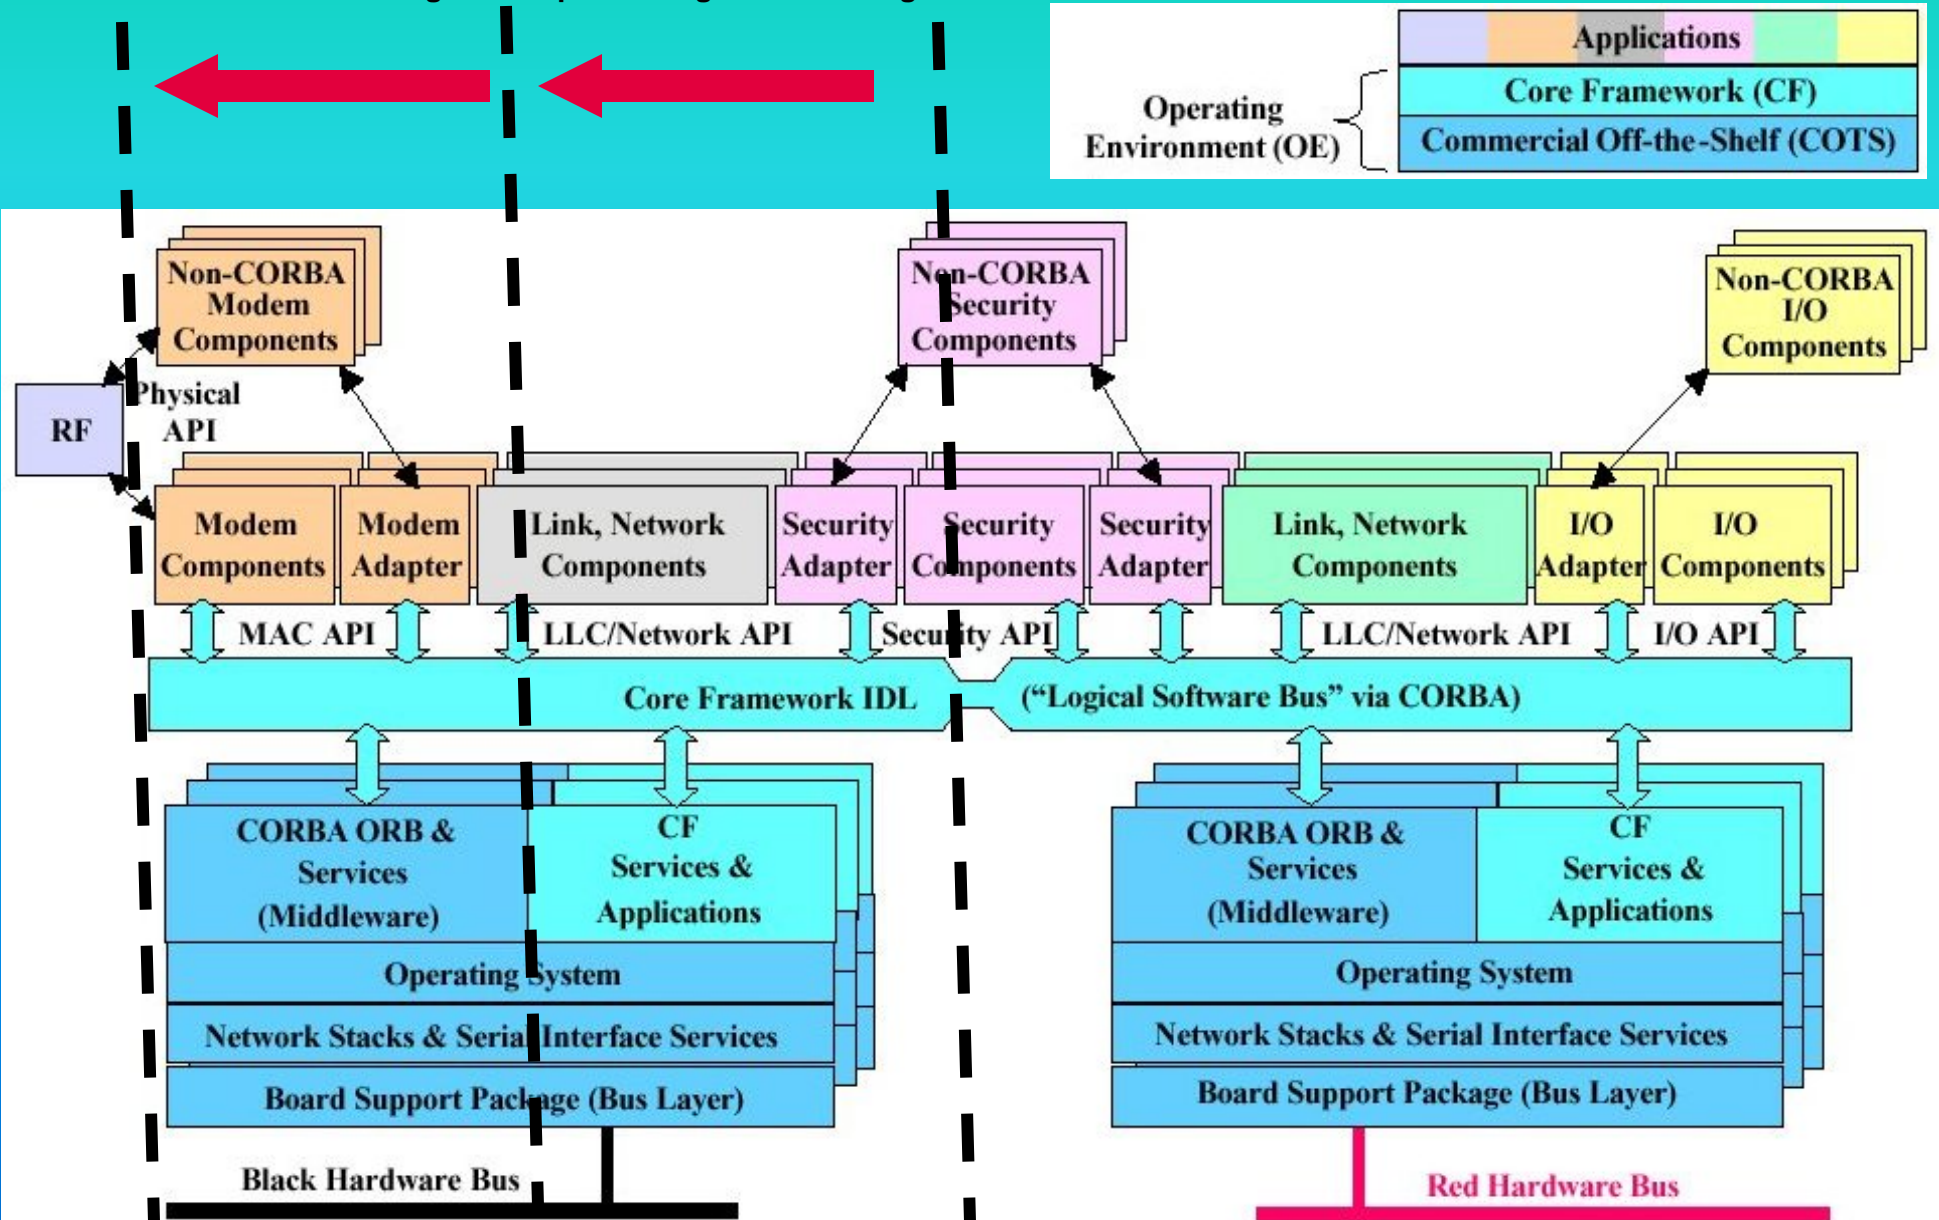 Applications
Core Framework (CF)
Operating
Environment (OE)
Commercial Off-the-Shelf (COTS)
Non-CORBA
Modem
Components
Non-CORBA
Security
Components
Non-CORBA
I/O
Components
RF
Physical
API
Modem
Components
Modem
Adapter
Link, Network
Components
Security
Adapter
Security
Components
Security
Adapter
Link, Network
Components
I/O
Adapter
I/O
Components
MAC API
LLC/Network API
Security API
LLC/Network API
I/O API
Core Framework IDL
(“Logical Software Bus” via CORBA)
CORBA ORB &
Services
(Middleware)
CF
Services &
Applications
Operating System
Network Stacks & Serial Interface Services
Board Support Package (Bus Layer)
Black Hardware Bus
CORBA ORB &
Services
(Middleware)
CF
Services &
Applications
Operating System
Network Stacks & Serial Interface Services
Board Support Package (Bus Layer)
Red Hardware Bus